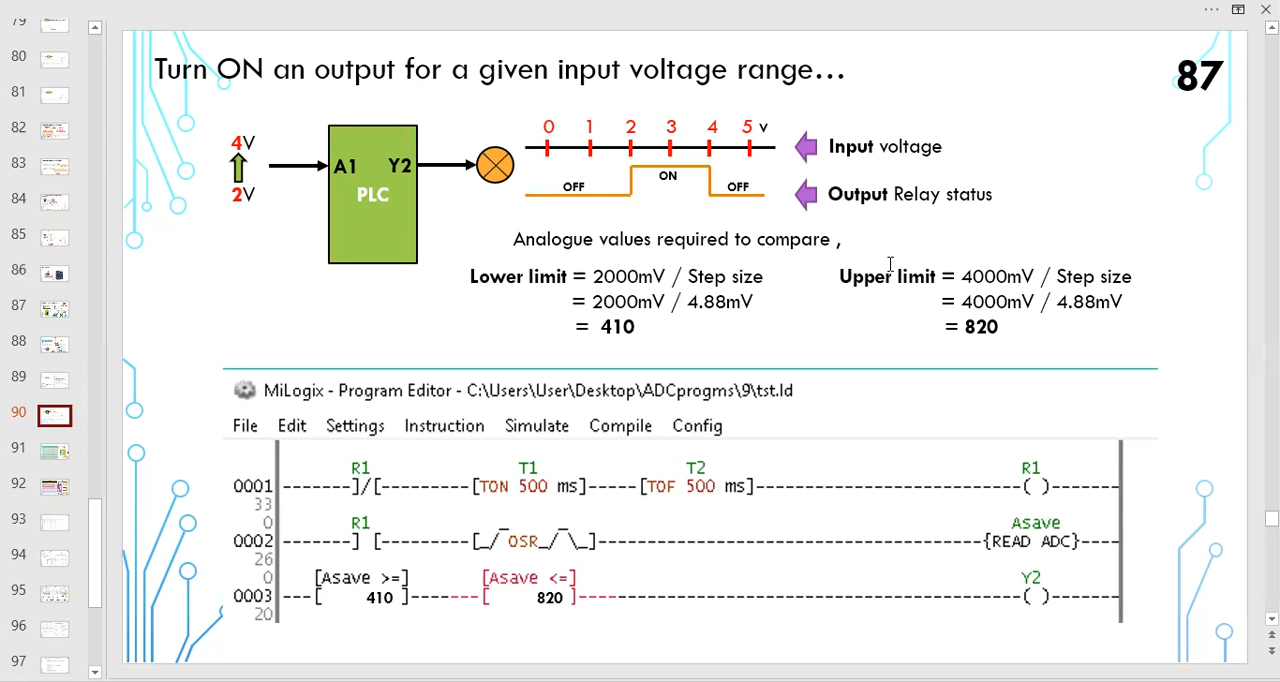 79
80
81
82
83
84
85
86
87
88
89
90
91
92
93
94
95
96
97
Turn ON an output for a given input voltage range...
87
4V
2V
A1 Y2
PLC
0 1 2 3 4 5 v
OFF
ON
OFF
Input voltage
Output Relay status
Analogue values required to compare ,
Lower limit = 2000mV / Step size
= 2000mV / 4.88mV
= 410
Upper limit = 4000mV / Step size
= 4000mV / 4.88mV
= 820
MiLogix - Program Editor - C:\Users\User\Desktop\ADCprogms\9\tst.ld
File Edit Settings Instruction Simulate Compile Config
R1 T1 T2 R1
0001 -------]/[---------[TON 500 ms]-----[TOF 500 ms]-------( )-------
33
0 R1 Asave
0002 -------] [---------[_/‾OSR_/‾\_]-------{READ ADC}----
26
0 [Asave >=] [Asave <=] Y2
0003 ---[ 410 ]-------[ 820 ]-------( )-------
20